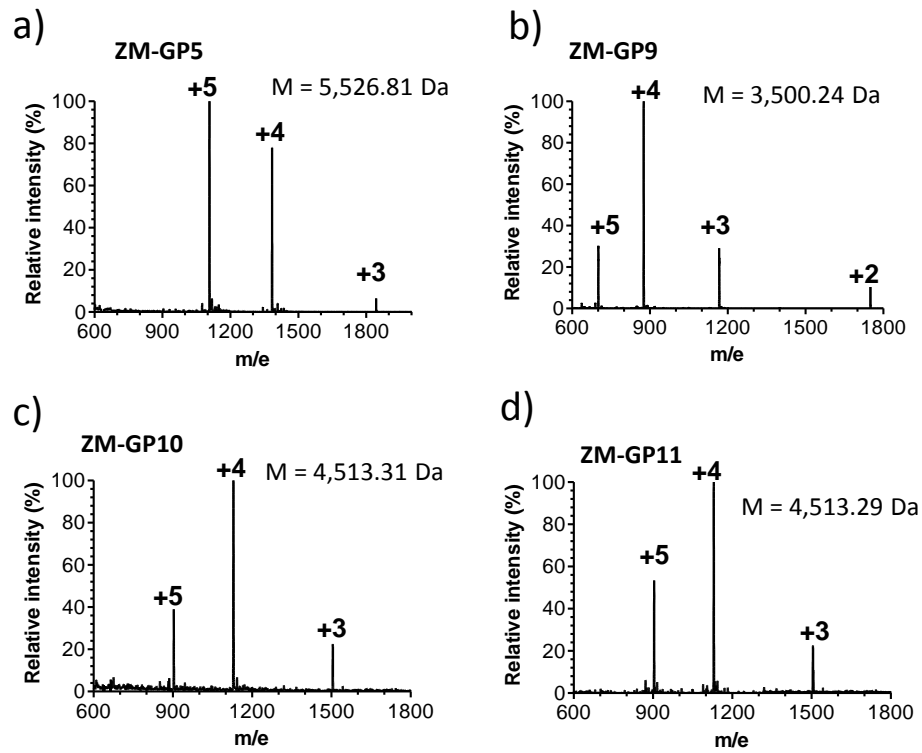 a)
ZM-GP5
M = 5,526.81 Da
+5
+4
+3
Relative intensity (%)
100
80
60
40
20
0
600 900 1200 1500 1800
m/e
b)
ZM-GP9
M = 3,500.24 Da
+4
+5
+3
+2
Relative intensity (%)
100
80
60
40
20
0
600 900 1200 1500 1800
m/e
c)
ZM-GP10
M = 4,513.31 Da
+4
+5
+3
Relative intensity (%)
100
80
60
40
20
0
600 900 1200 1500 1800
m/e
d)
ZM-GP11
M = 4,513.29 Da
+4
+5
+3
Relative intensity (%)
100
80
60
40
20
0
600 900 1200 1500 1800
m/e